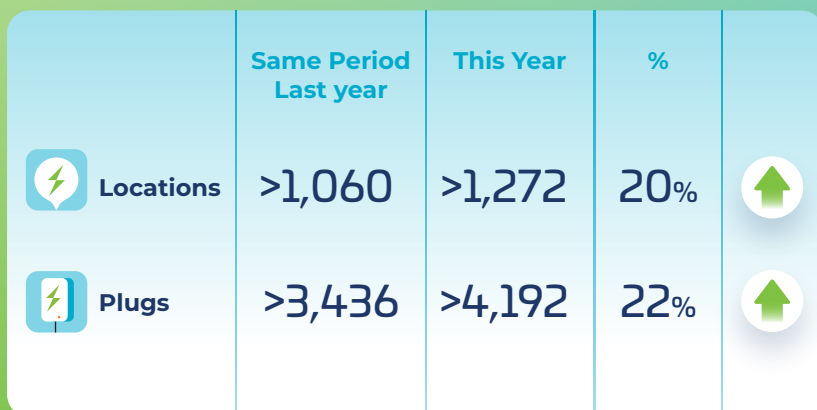 Same Period
Last year
This Year
%
Locations
>1,060
>1,272
20%
Plugs
>3,436
>4,192
22%